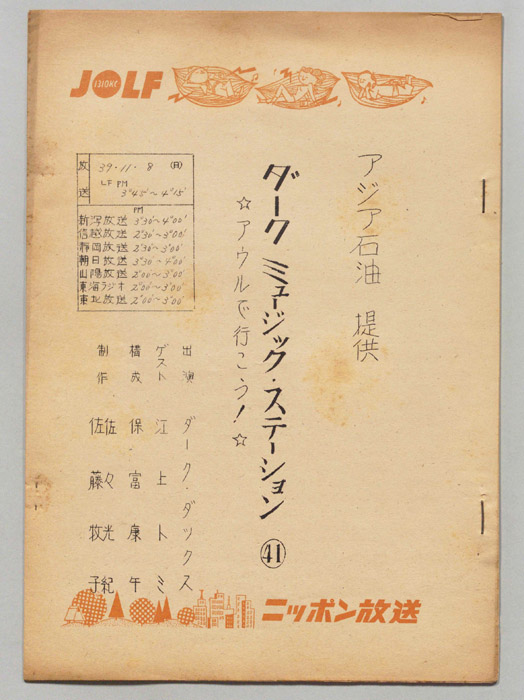 JOLF
1310KC
アジア石油 提供
ダーク ミュージック・ステーション ㊶
☆アウルで行こう!☆
放送
39・11・8 (日)
LF PM
3°45'〜4°15'
PM
新潟放送 3°30'〜4°00'
信越放送 2°30'〜3°00'
静岡放送 2°30'〜3°00'
朝日放送 3°30'〜4°00'
山陽放送 2°00'〜3°00'
東海ラジオ 2°00'〜3°00'
東北放送 2°00'〜3°00'
出演 ダーク・ダックス
ゲスト 江上トミ
構成 保富康午
制作 佐々光紀
佐藤牧子
ニッポン放送